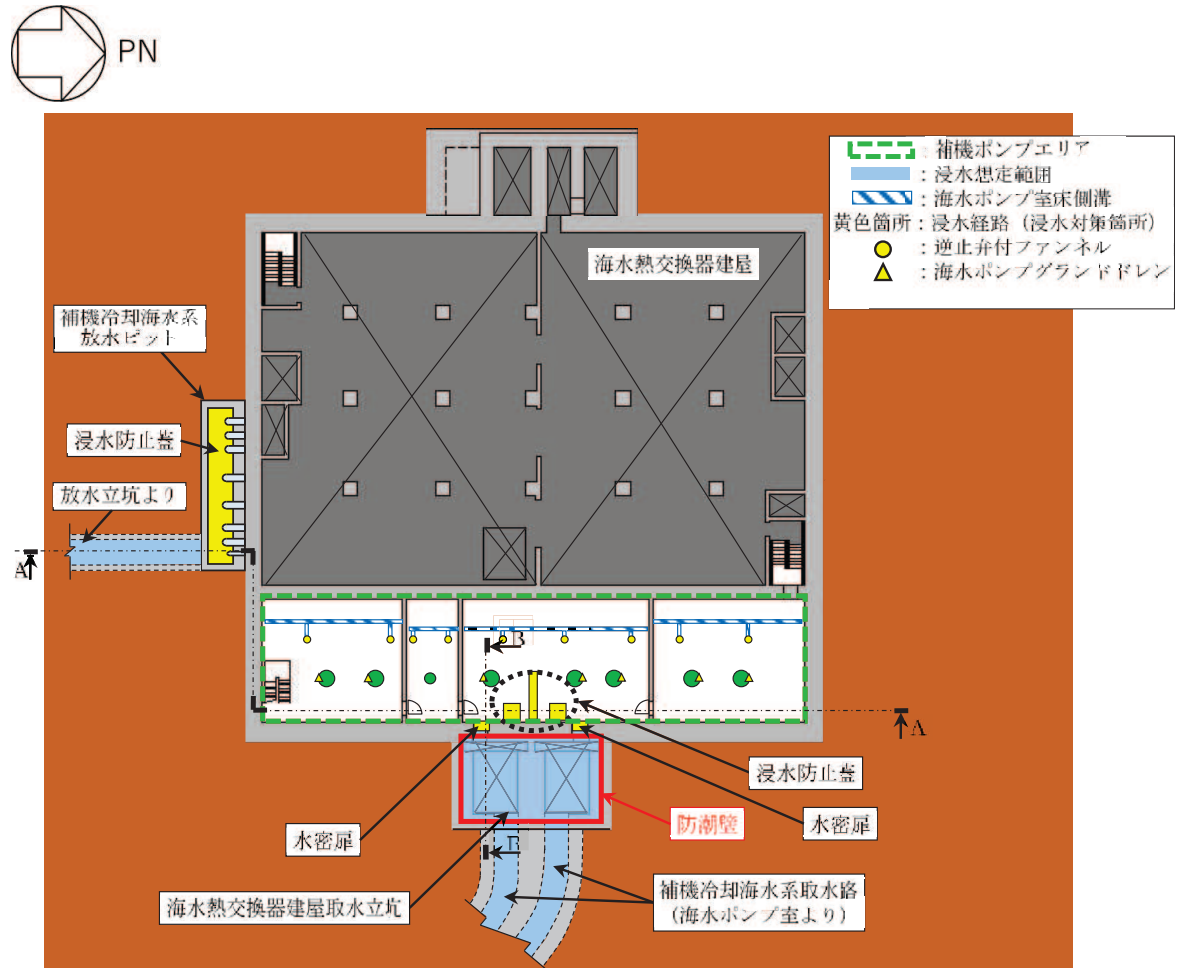 PN
補機ポンプエリア
：浸水想定範囲
：海水ポンプ室床側溝
黄色箇所：浸水経路（浸水対策箇所）
：逆止弁付ファンネル
：海水ポンプグランドドレン
海水熱交換器建屋
補機冷却海水系
放水ピット
浸水防止蓋
放水立坑より
A
B
A
浸水防止蓋
水密扉
防潮壁
水密扉
B
海水熱交換器建屋取水立坑
補機冷却海水系取水路
（海水ポンプ室より）